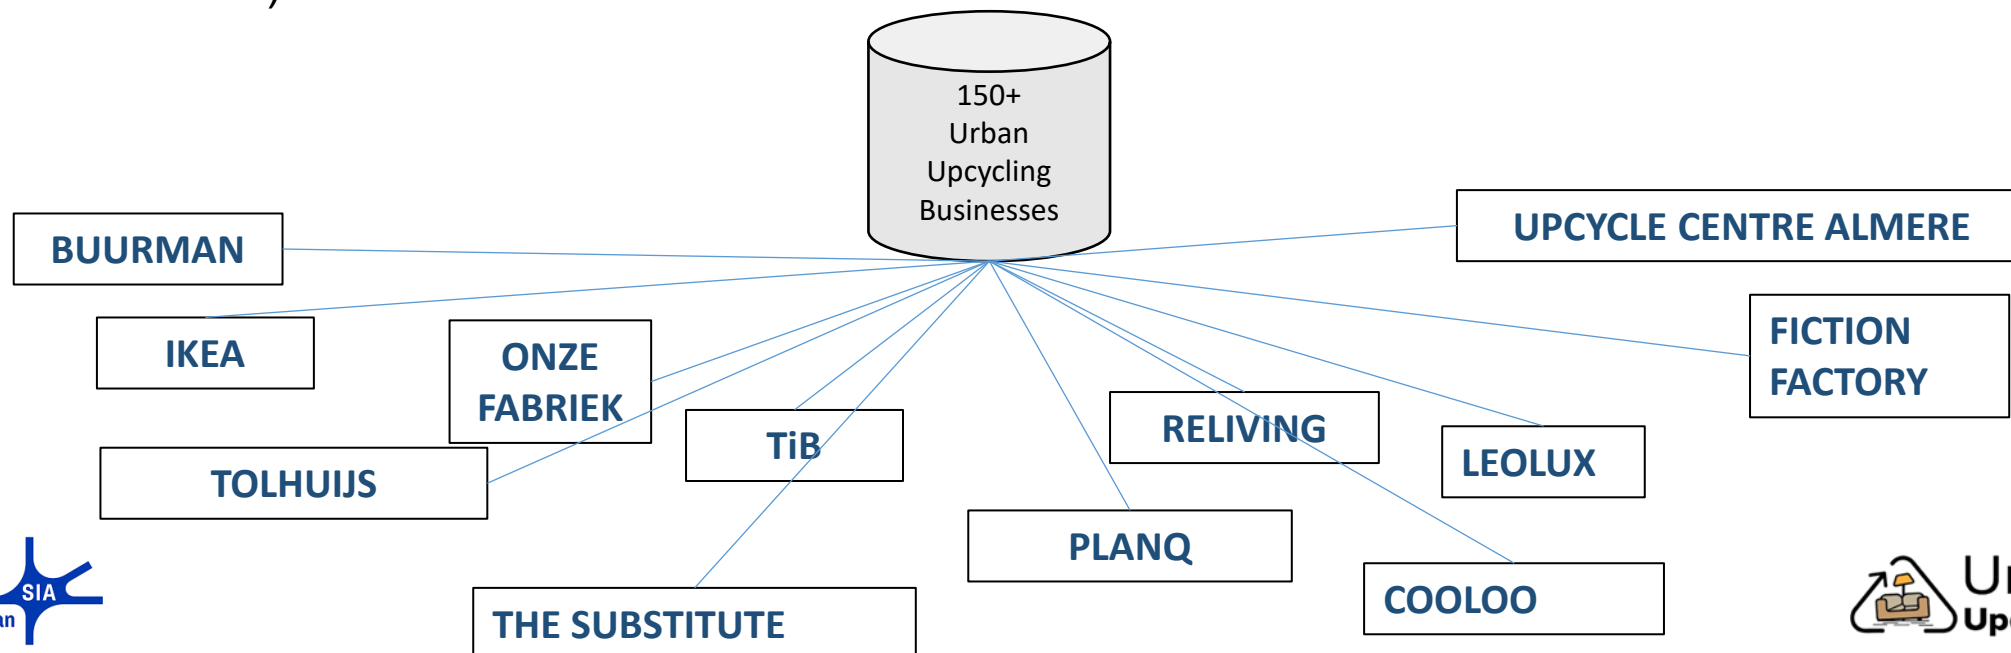 150+
Urban
Upcycling
Businesses
BUURMAN
UPCYCLE CENTRE ALMERE
IKEA
ONZE
FABRIEK
FICTION
FACTORY
TiB
RELIVING
LEOLUX
TOLHUIJS
PLANQ
COOLOO
THE SUBSTITUTE
SIA